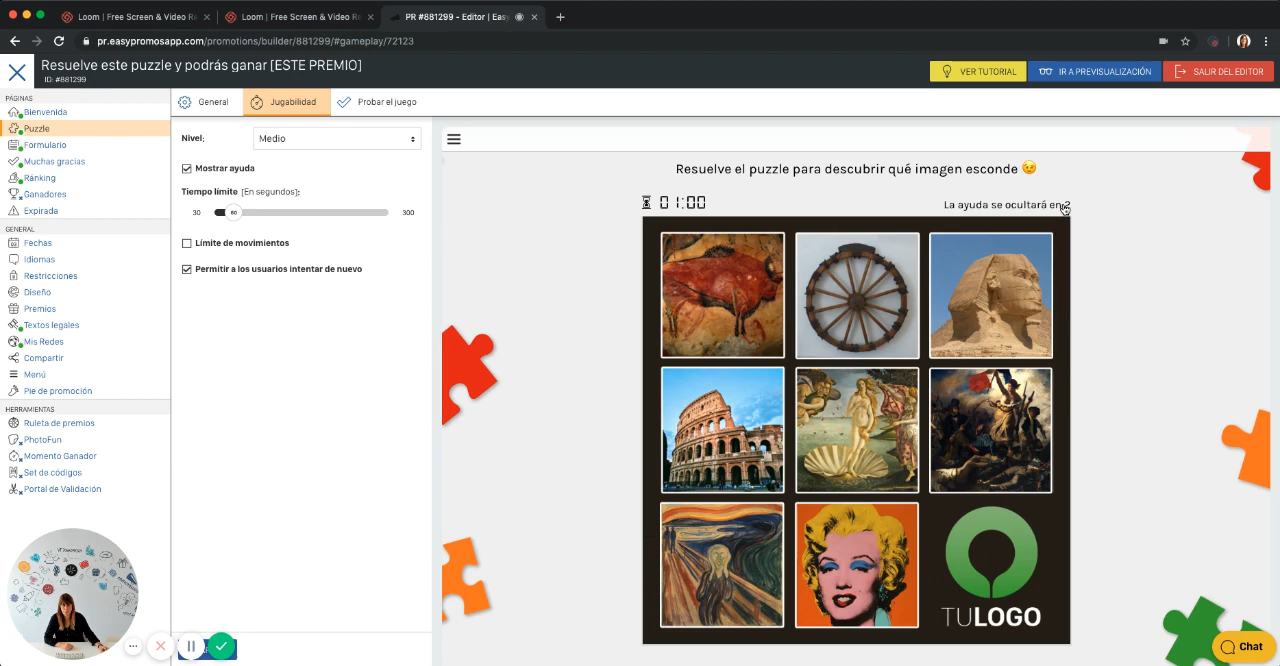 Loom | Free Screen & Video Re
Loom | Free Screen & Video Re
PR #881299 - Editor | Easy
pr.easypromosapp.com/promotions/builder/881299/#gameplay/72123
Resuelve este puzzle y podrás ganar [ESTE PREMIO]
ID: #881299
VER TUTORIAL
IR A PREVISUALIZACIÓN
SALIR DEL EDITOR
PÁGINAS
Bienvenida
Puzzle
Formulario
Muchas gracias
Ránking
Ganadores
Expirada
GENERAL
Fechas
Idiomas
Restricciones
Diseño
Premios
Textos legales
Mis Redes
Compartir
Menú
Pie de promoción
HERRAMIENTAS
Ruleta de premios
PhotoFun
Momento Ganador
Set de códigos
Portal de Validación
General
Jugabilidad
Probar el juego
Nivel:
Medio
Mostrar ayuda
Tiempo límite [En segundos]:
30
60
300
Límite de movimientos
Permitir a los usuarios intentar de nuevo
Resuelve el puzzle para descubrir qué imagen esconde 😉
01:00
La ayuda se ocultará en 2
TULOGO
Chat